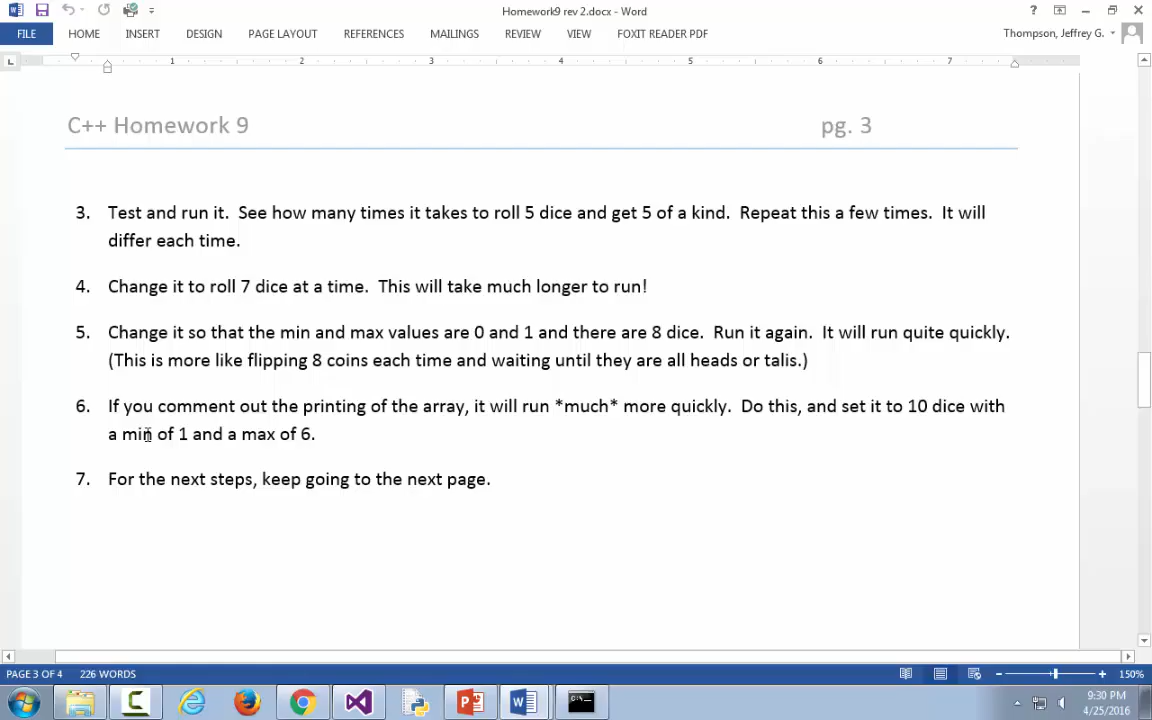 Homework9 rev 2.docx - Word
?
FILE HOME INSERT DESIGN PAGE LAYOUT REFERENCES MAILINGS REVIEW VIEW FOXIT READER PDF Thompson, Jeffrey G.
L 1 2 3 4 5 6 7
C++ Homework 9 pg. 3
3. Test and run it. See how many times it takes to roll 5 dice and get 5 of a kind. Repeat this a few times. It will
differ each time.
4. Change it to roll 7 dice at a time. This will take much longer to run!
5. Change it so that the min and max values are 0 and 1 and there are 8 dice. Run it again. It will run quite quickly.
(This is more like flipping 8 coins each time and waiting until they are all heads or talis.)
6. If you comment out the printing of the array, it will run *much* more quickly. Do this, and set it to 10 dice with
a min of 1 and a max of 6.
7. For the next steps, keep going to the next page.
PAGE 3 OF 4 226 WORDS 150%
9:30 PM
4/25/2016